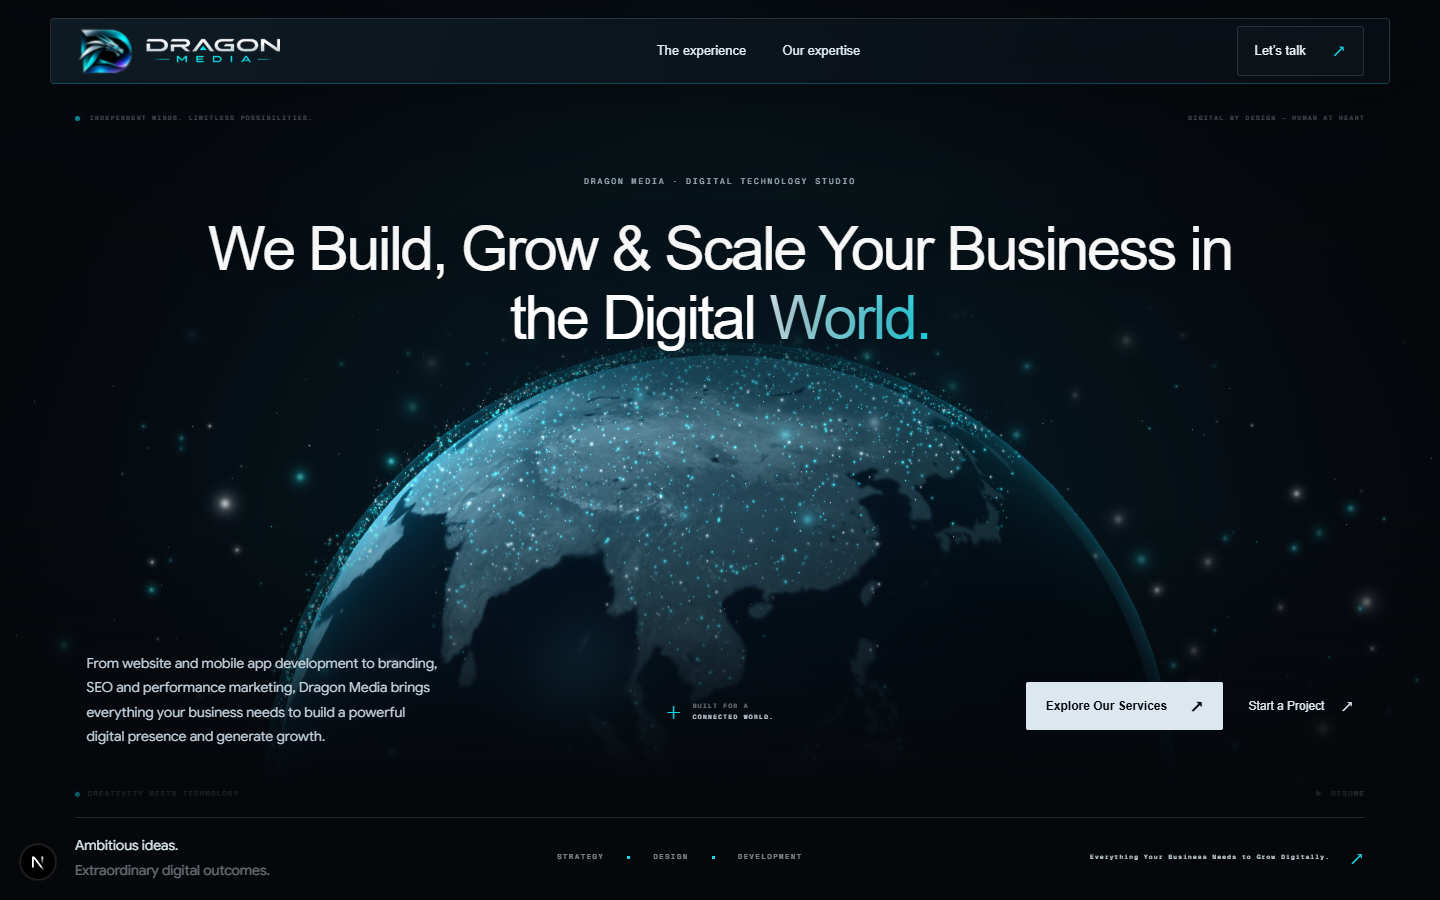 DRAGON
MEDIA
The experience
Our expertise
Let's talk ↗
INDEPENDENT MINDS. LIMITLESS POSSIBILITIES.
DIGITAL BY DESIGN — HUMAN AT HEART
DRAGON MEDIA · DIGITAL TECHNOLOGY STUDIO
We Build, Grow & Scale Your Business in
the Digital World.
From website and mobile app development to branding,
SEO and performance marketing, Dragon Media brings
everything your business needs to build a powerful
digital presence and generate growth.
BUILT FOR A
CONNECTED WORLD.
Explore Our Services ↗
Start a Project ↗
CREATIVITY MEETS TECHNOLOGY
RESUME
Ambitious ideas.
Extraordinary digital outcomes.
STRATEGY
DESIGN
DEVELOPMENT
Everything Your Business Needs to Grow Digitally. ↗
N